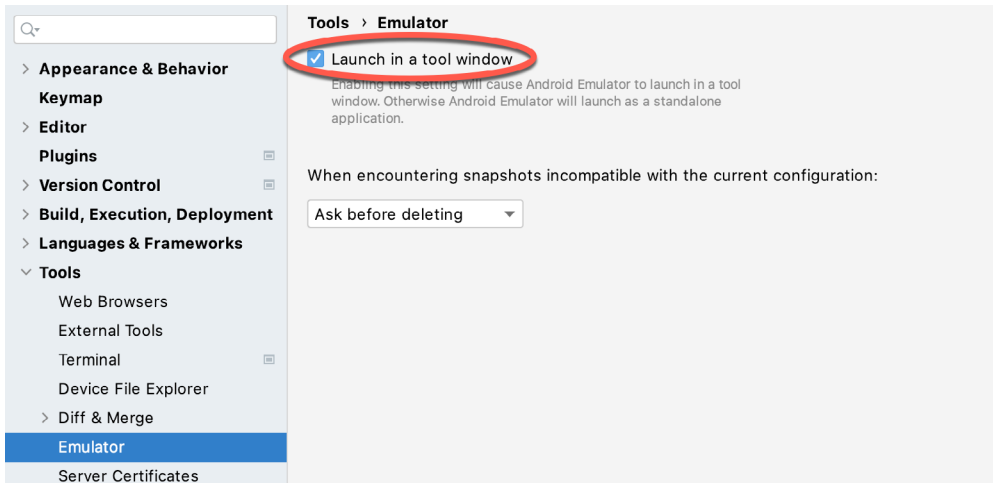 Tools › Emulator
Launch in a tool window
Enabling this setting will cause Android Emulator to launch in a tool
window. Otherwise Android Emulator will launch as a standalone
application.
When encountering snapshots incompatible with the current configuration:
Ask before deleting
Appearance & Behavior
Keymap
Editor
Plugins
Version Control
Build, Execution, Deployment
Languages & Frameworks
Tools
Web Browsers
External Tools
Terminal
Device File Explorer
Diff & Merge
Emulator
Server Certificates